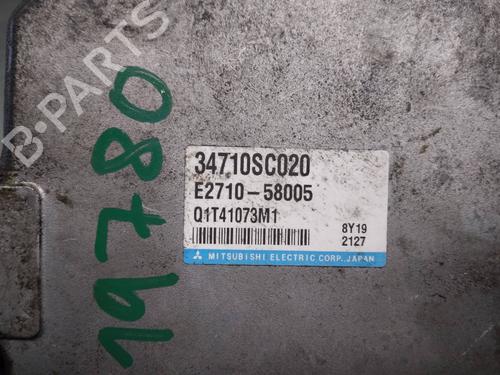 B-PARTS
19780
34710SC020
E2710-58005
Q1T41073M1
8Y19
2127
MITSUBISHI ELECTRIC CORP., JAPAN